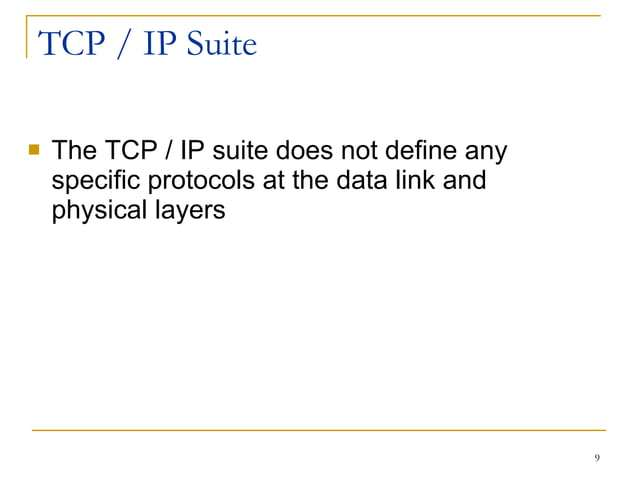 TCP / IP Suite
The TCP / IP suite does not define any
specific protocols at the data link and
physical layers
9